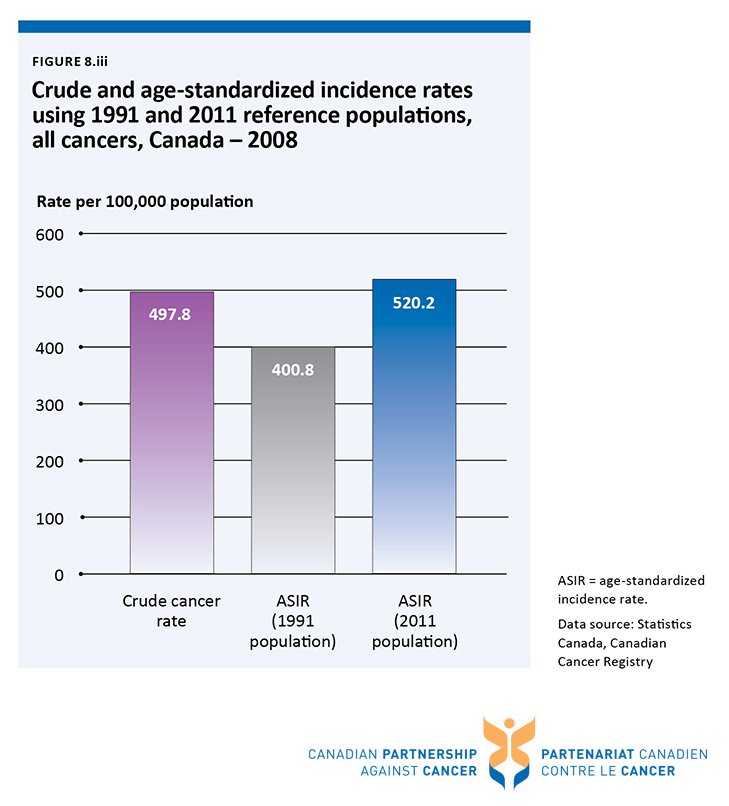 FIGURE 8.iii
Crude and age-standardized incidence rates
using 1991 and 2011 reference populations,
all cancers, Canada – 2008
Rate per 100,000 population
600
500
400
300
200
100
0
497.8
400.8
520.2
Crude cancer
rate
ASIR
(1991
population)
ASIR
(2011
population)
ASIR = age-standardized
incidence rate.
Data source: Statistics
Canada, Canadian
Cancer Registry
CANADIAN PARTNERSHIP
AGAINST CANCER
PARTENARIAT CANADIEN
CONTRE LE CANCER